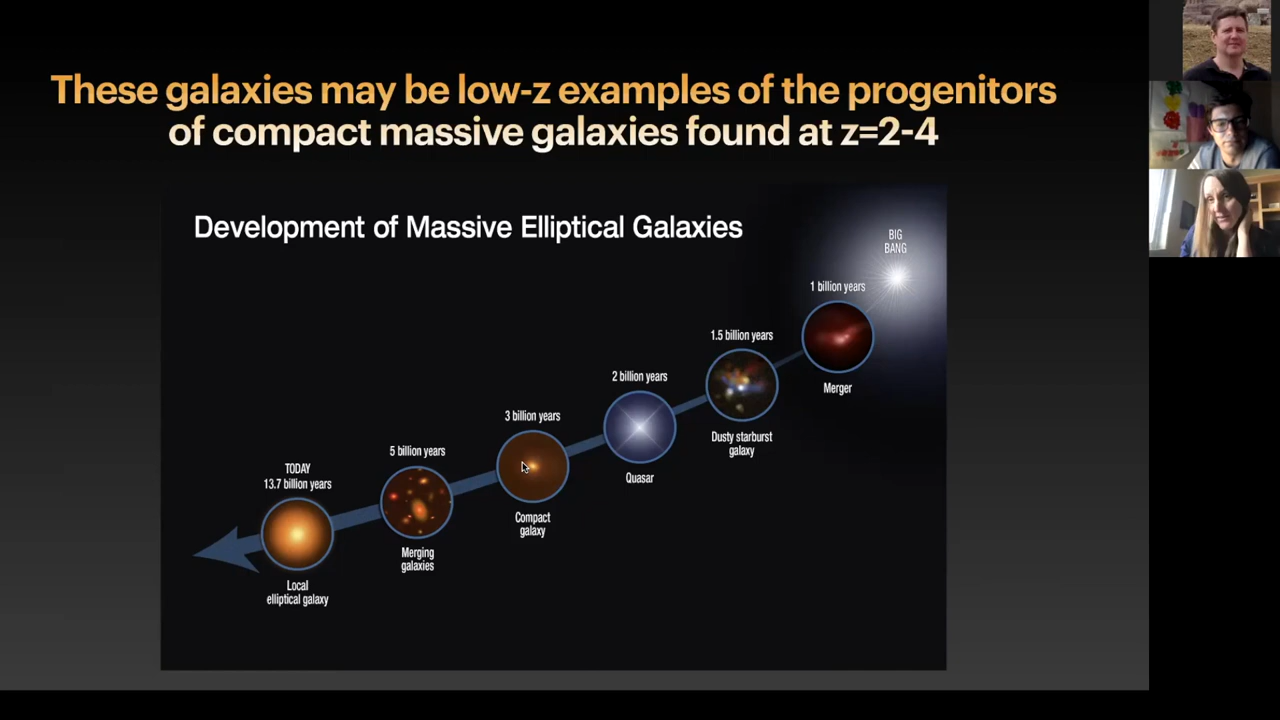 These galaxies may be low-z examples of the progenitors
of compact massive galaxies found at z=2-4
Development of Massive Elliptical Galaxies
BIG
BANG
1 billion years
Merger
1.5 billion years
Dusty starburst
galaxy
2 billion years
Quasar
3 billion years
Compact
galaxy
5 billion years
Merging
galaxies
TODAY
13.7 billion years
Local
elliptical galaxy